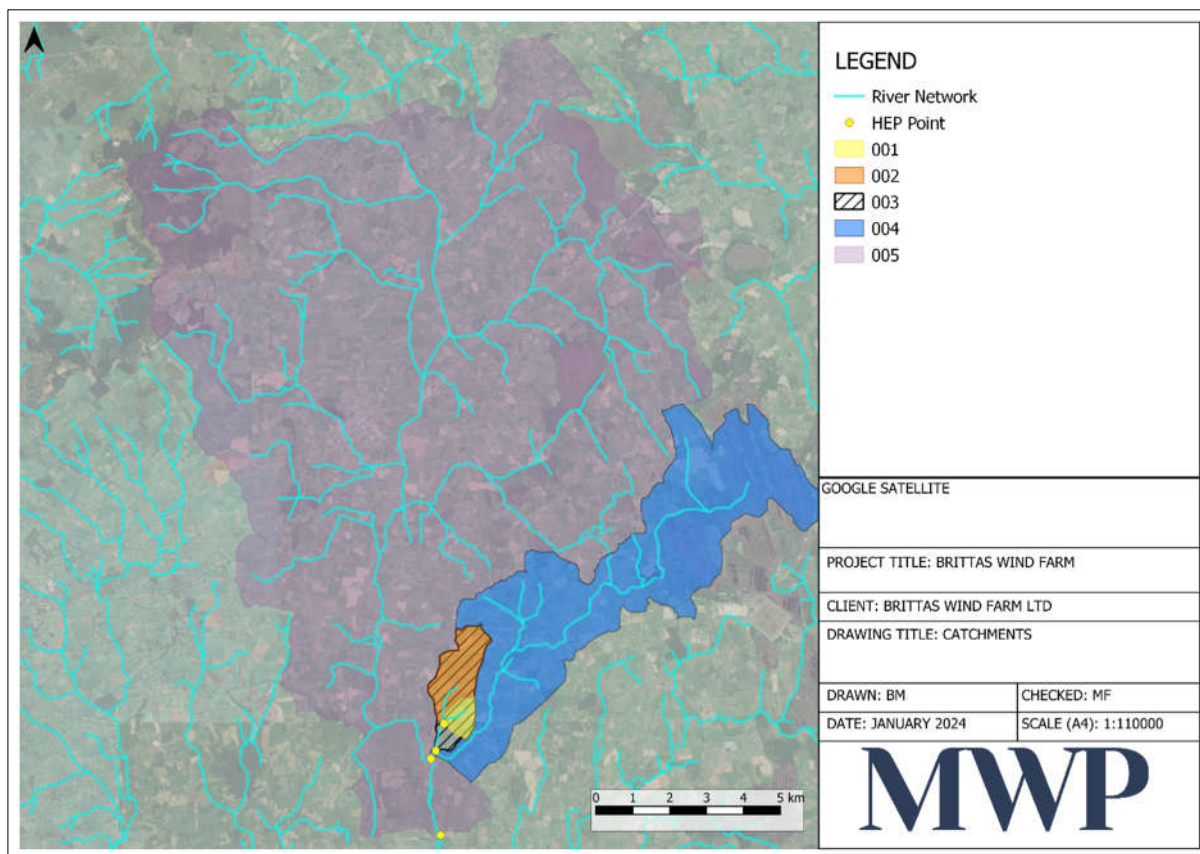 LEGEND
River Network
HEP Point
001
002
003
004
005
GOOGLE SATELLITE
PROJECT TITLE: BRITTAS WIND FARM
CLIENT: BRITTAS WIND FARM LTD
DRAWING TITLE: CATCHMENTS
DRAWN: BM
CHECKED: MF
DATE: JANUARY 2024
SCALE (A4): 1:110000
MWP
0 1 2 3 4 5 km